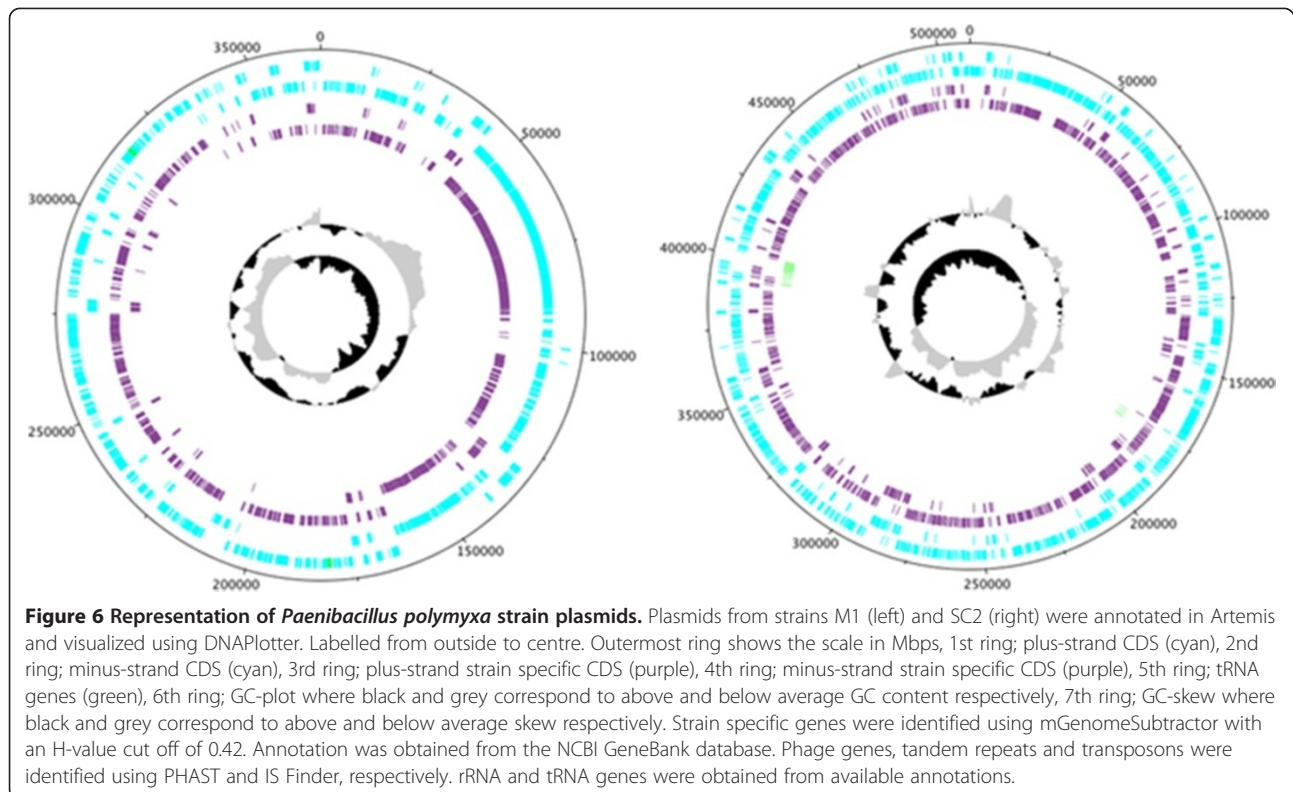 0
50000
100000
150000
200000
250000
300000
350000
0
50000
100000
150000
200000
250000
300000
350000
400000
450000
500000
Figure 6 Representation of Paenibacillus polymyxa strain plasmids. Plasmids from strains M1 (left) and SC2 (right) were annotated in Artemis
and visualized using DNAPlotter. Labelled from outside to centre. Outermost ring shows the scale in Mbps, 1st ring; plus-strand CDS (cyan), 2nd
ring; minus-strand CDS (cyan), 3rd ring; plus-strand strain specific CDS (purple), 4th ring; minus-strand strain specific CDS (purple), 5th ring; tRNA
genes (green), 6th ring; GC-plot where black and grey correspond to above and below average GC content respectively, 7th ring; GC-skew where
black and grey correspond to above and below average skew respectively. Strain specific genes were identified using mGenomeSubtractor with
an H-value cut off of 0.42. Annotation was obtained from the NCBI GeneBank database. Phage genes, tandem repeats and transposons were
identified using PHAST and IS Finder, respectively. rRNA and tRNA genes were obtained from available annotations.